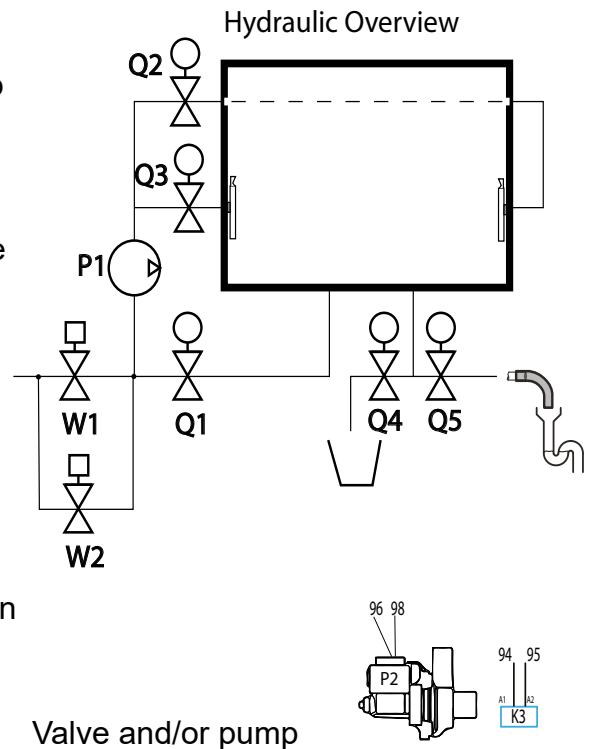 Hydraulic Overview
Q2
Q3
P1
W1
Q1
Q4
Q5
W2
96 98
P2
94 95
A1 A2
K3
Valve and/or pump